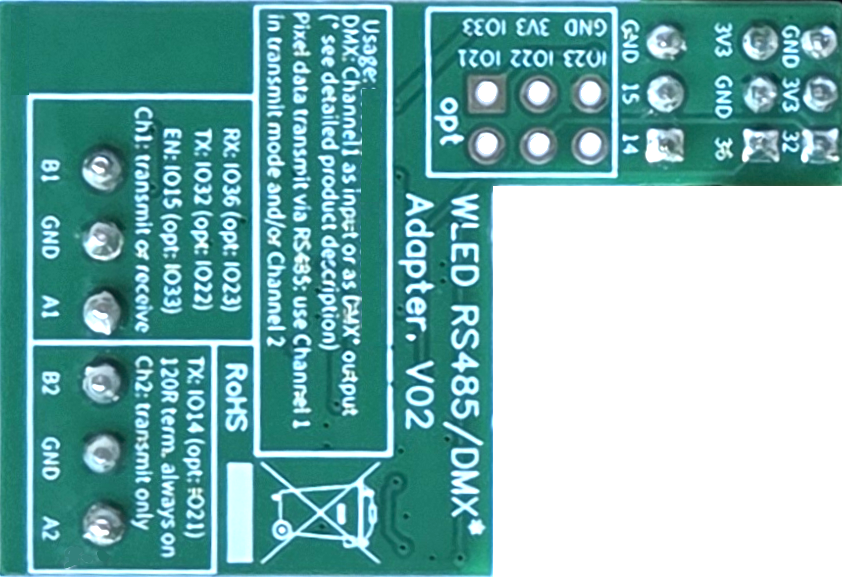 WLED RS485/DMX*
Adapter, V02
Usage:
DMX: Channel1 as input or as DMX* output
(* see detailed product description)
Pixel data transmit via RS485: use Channel 1
in transmit mode and/or Channel 2
RX: IO36 (opt: IO23)
TX: IO32 (opt: IO22)
EN: IO15 (opt: IO33)
Ch1: transmit or receive
B1
GND
A1
RoHS
TX: IO14 (opt: IO21)
120R term. always on
Ch2: transmit only
B2
GND
A2
opt
GND 3V3 IO33
IO23 IO22 IO21
GND
15
14
3V3
GND
36
GND
3V3
32